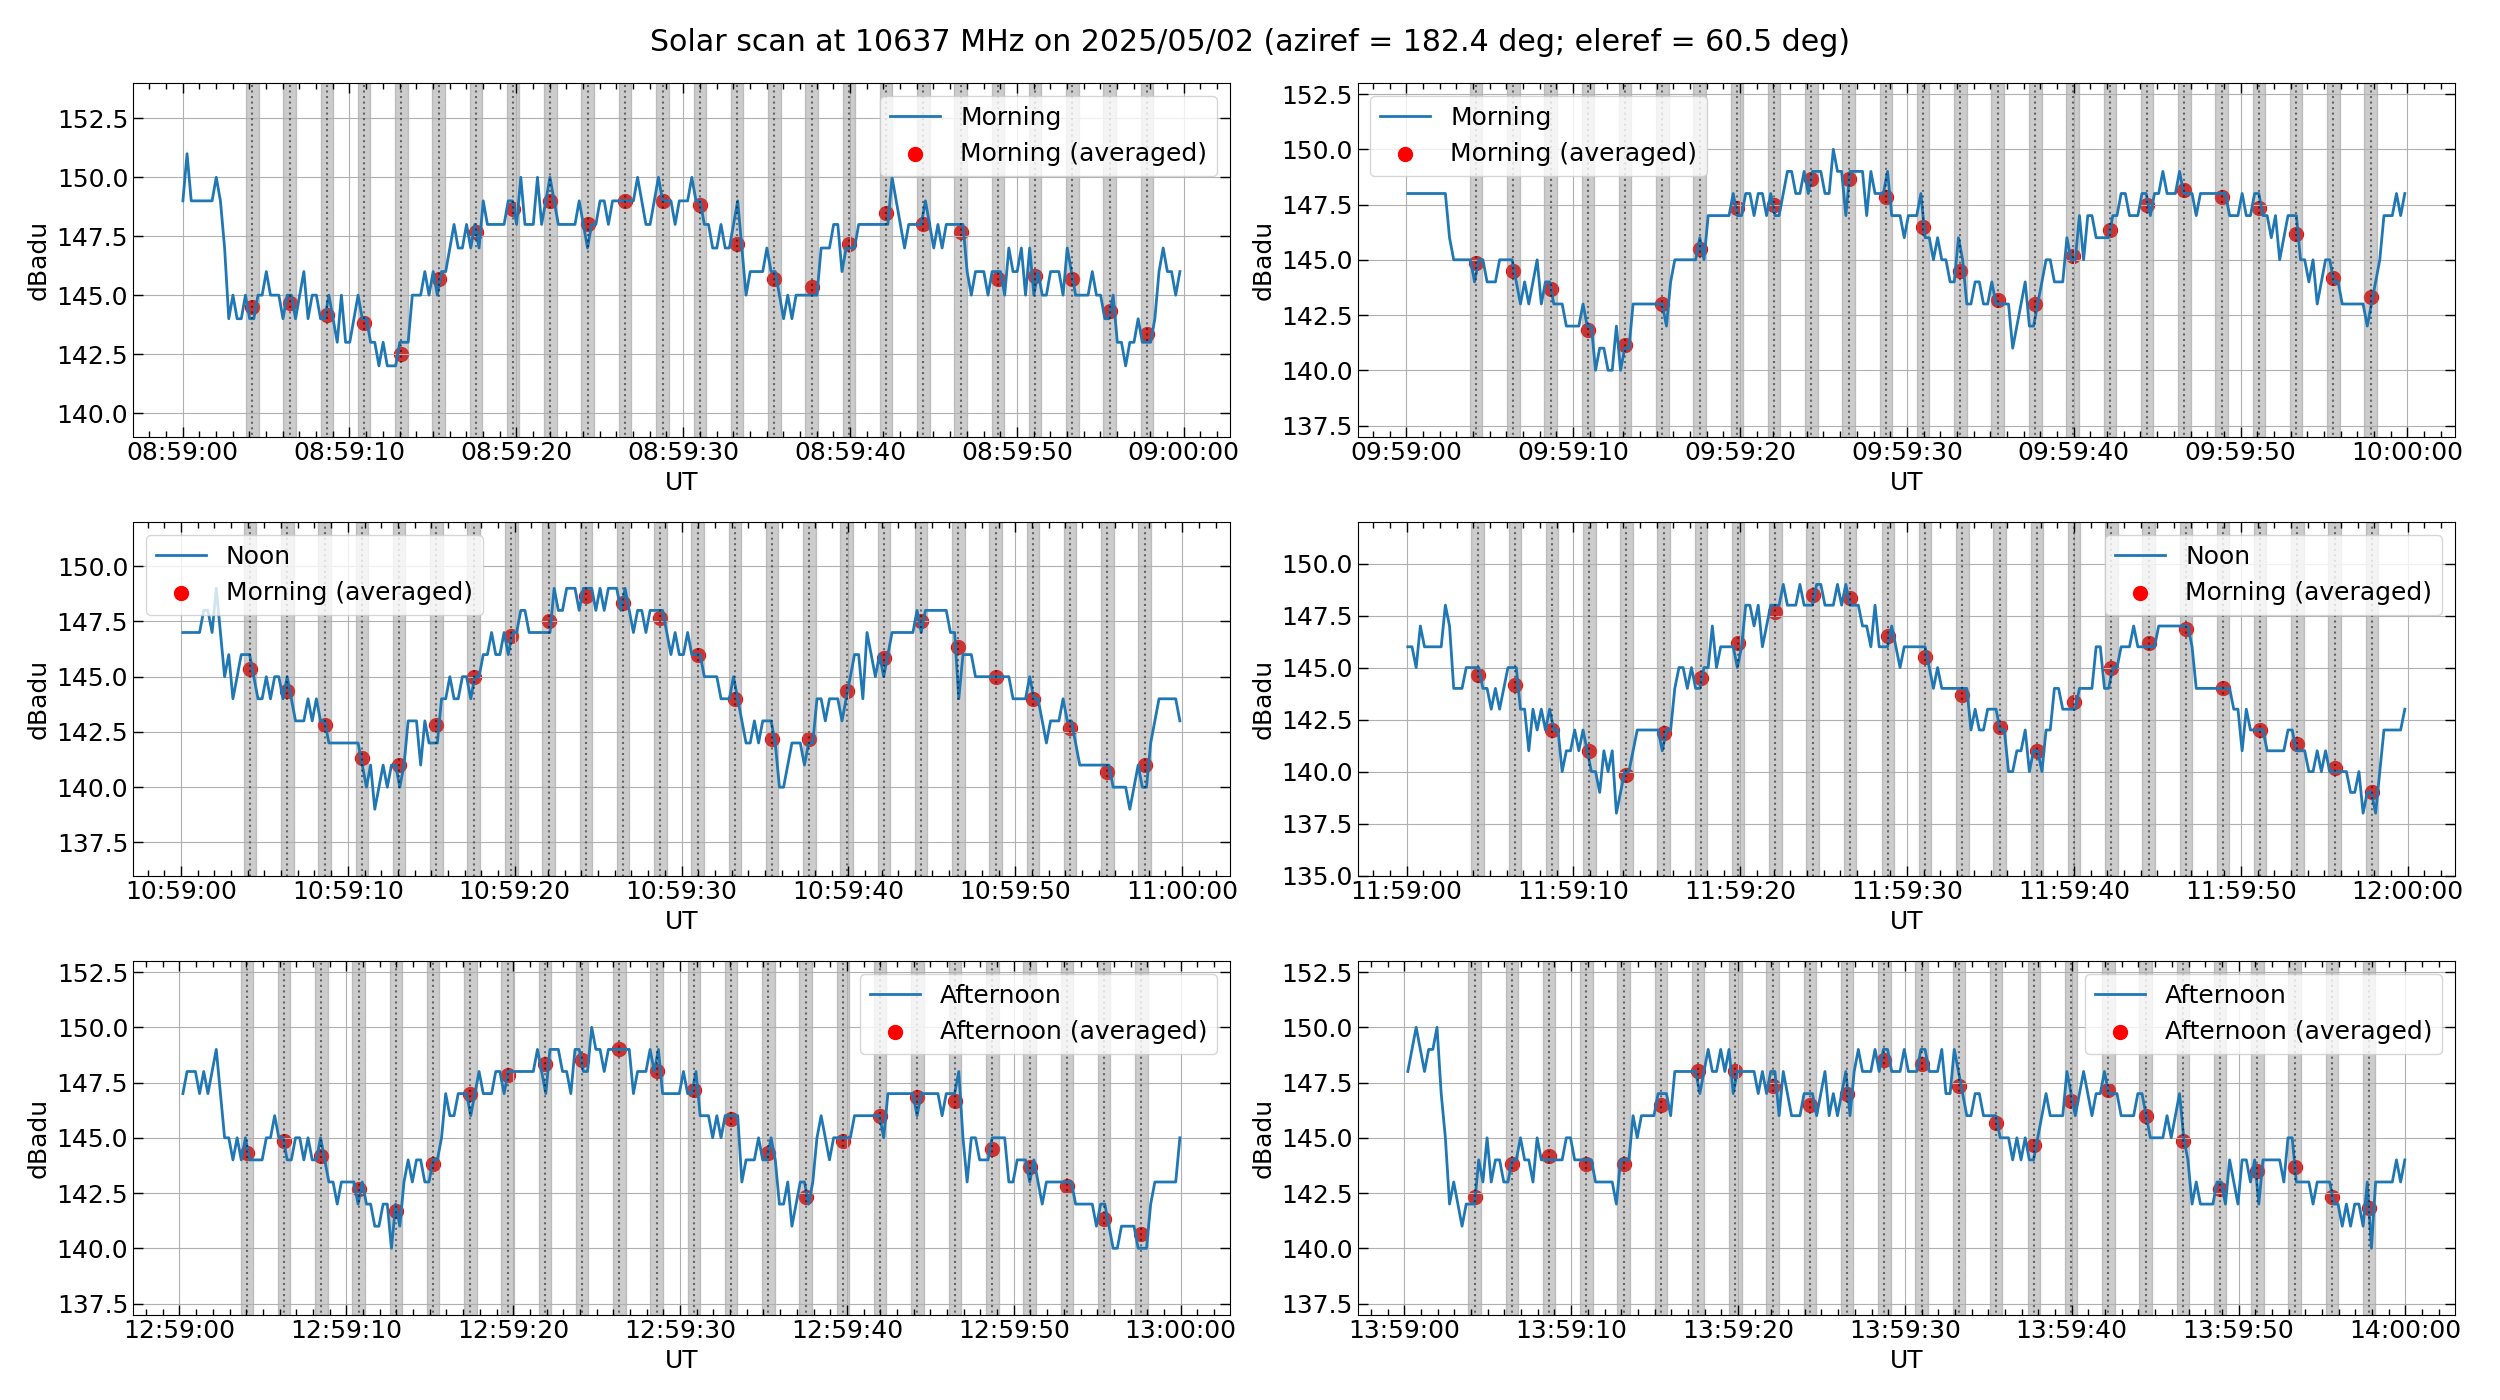 Solar scan at 10637 MHz on 2025/05/02 (aziref = 182.4 deg; eleref = 60.5 deg)
dBadu
152.5
150.0
147.5
145.0
142.5
140.0
Morning
Morning (averaged)
08:59:00 08:59:10 08:59:20 08:59:30 08:59:40 08:59:50 09:00:00
UT
dBadu
152.5
150.0
147.5
145.0
142.5
140.0
137.5
Morning
Morning (averaged)
09:59:00 09:59:10 09:59:20 09:59:30 09:59:40 09:59:50 10:00:00
UT
dBadu
150.0
147.5
145.0
142.5
140.0
137.5
Noon
Morning (averaged)
10:59:00 10:59:10 10:59:20 10:59:30 10:59:40 10:59:50 11:00:00
UT
dBadu
150.0
147.5
145.0
142.5
140.0
137.5
135.0
Noon
Morning (averaged)
11:59:00 11:59:10 11:59:20 11:59:30 11:59:40 11:59:50 12:00:00
UT
dBadu
152.5
150.0
147.5
145.0
142.5
140.0
137.5
Afternoon
Afternoon (averaged)
12:59:00 12:59:10 12:59:20 12:59:30 12:59:40 12:59:50 13:00:00
UT
dBadu
152.5
150.0
147.5
145.0
142.5
140.0
137.5
Afternoon
Afternoon (averaged)
13:59:00 13:59:10 13:59:20 13:59:30 13:59:40 13:59:50 14:00:00
UT